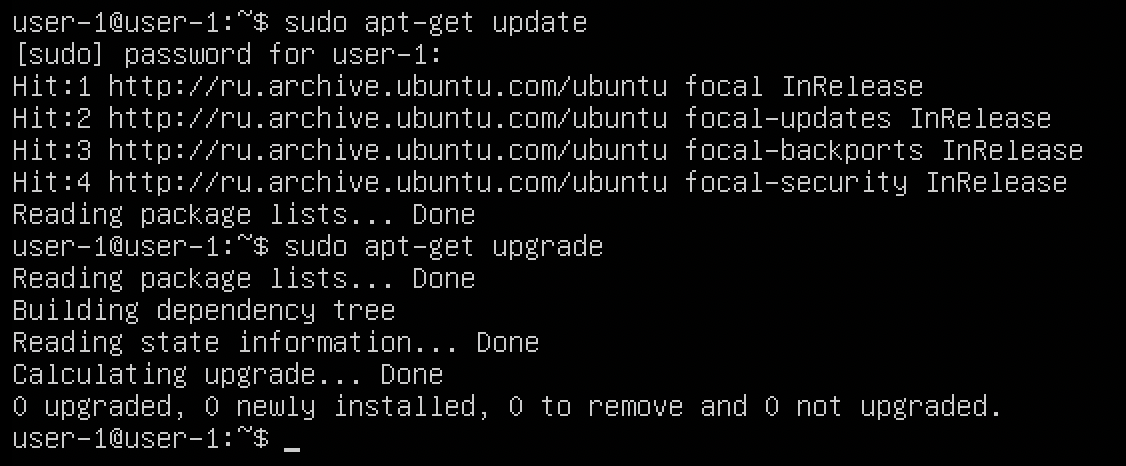 user-1@user-1:~$ sudo apt-get update
[sudo] password for user-1:
Hit:1 http://ru.archive.ubuntu.com/ubuntu focal InRelease
Hit:2 http://ru.archive.ubuntu.com/ubuntu focal-updates InRelease
Hit:3 http://ru.archive.ubuntu.com/ubuntu focal-backports InRelease
Hit:4 http://ru.archive.ubuntu.com/ubuntu focal-security InRelease
Reading package lists... Done
user-1@user-1:~$ sudo apt-get upgrade
Reading package lists... Done
Building dependency tree
Reading state information... Done
Calculating upgrade... Done
0 upgraded, 0 newly installed, 0 to remove and 0 not upgraded.
user-1@user-1:~$ _